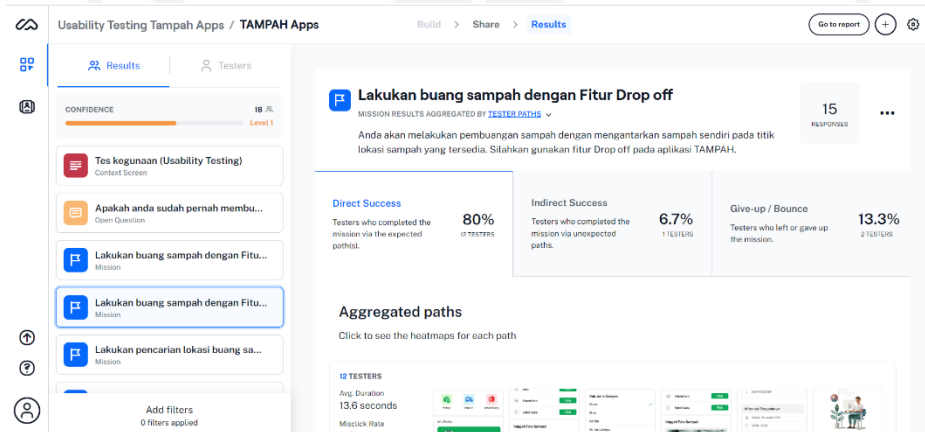 Usability Testing Tampah Apps / TAMPAH Apps
Build > Share > Results
Go to report
Results
Testers
CONFIDENCE
18
Level 1
Tes kegunaan (Usability Testing)
Context Screen
Apakah anda sudah pernah membu...
Open Question
Lakukan buang sampah dengan Fitu...
Mission
Lakukan buang sampah dengan Fitu...
Mission
Lakukan pencarian lokasi buang sa...
Mission
Add filters
0 filters applied
Lakukan buang sampah dengan Fitur Drop off
MISSION RESULTS AGGREGATED BY TESTER PATHS
Anda akan melakukan pembuangan sampah dengan mengantarkan sampah sendiri pada titik
lokasi sampah yang tersedia. Silahkan gunakan fitur Drop off pada aplikasi TAMPAH.
15
RESPONSES
Direct Success
Testers who completed the
mission via the expected
path(s).
80%
12 TESTERS
Indirect Success
Testers who completed the
mission via unexpected
paths.
6.7%
1 TESTERS
Give-up / Bounce
Testers who left or gave up
the mission.
13.3%
2 TESTERS
Aggregated paths
Click to see the heatmaps for each path
12 TESTERS
Avg. Duration
13.6 seconds
Misclick Rate